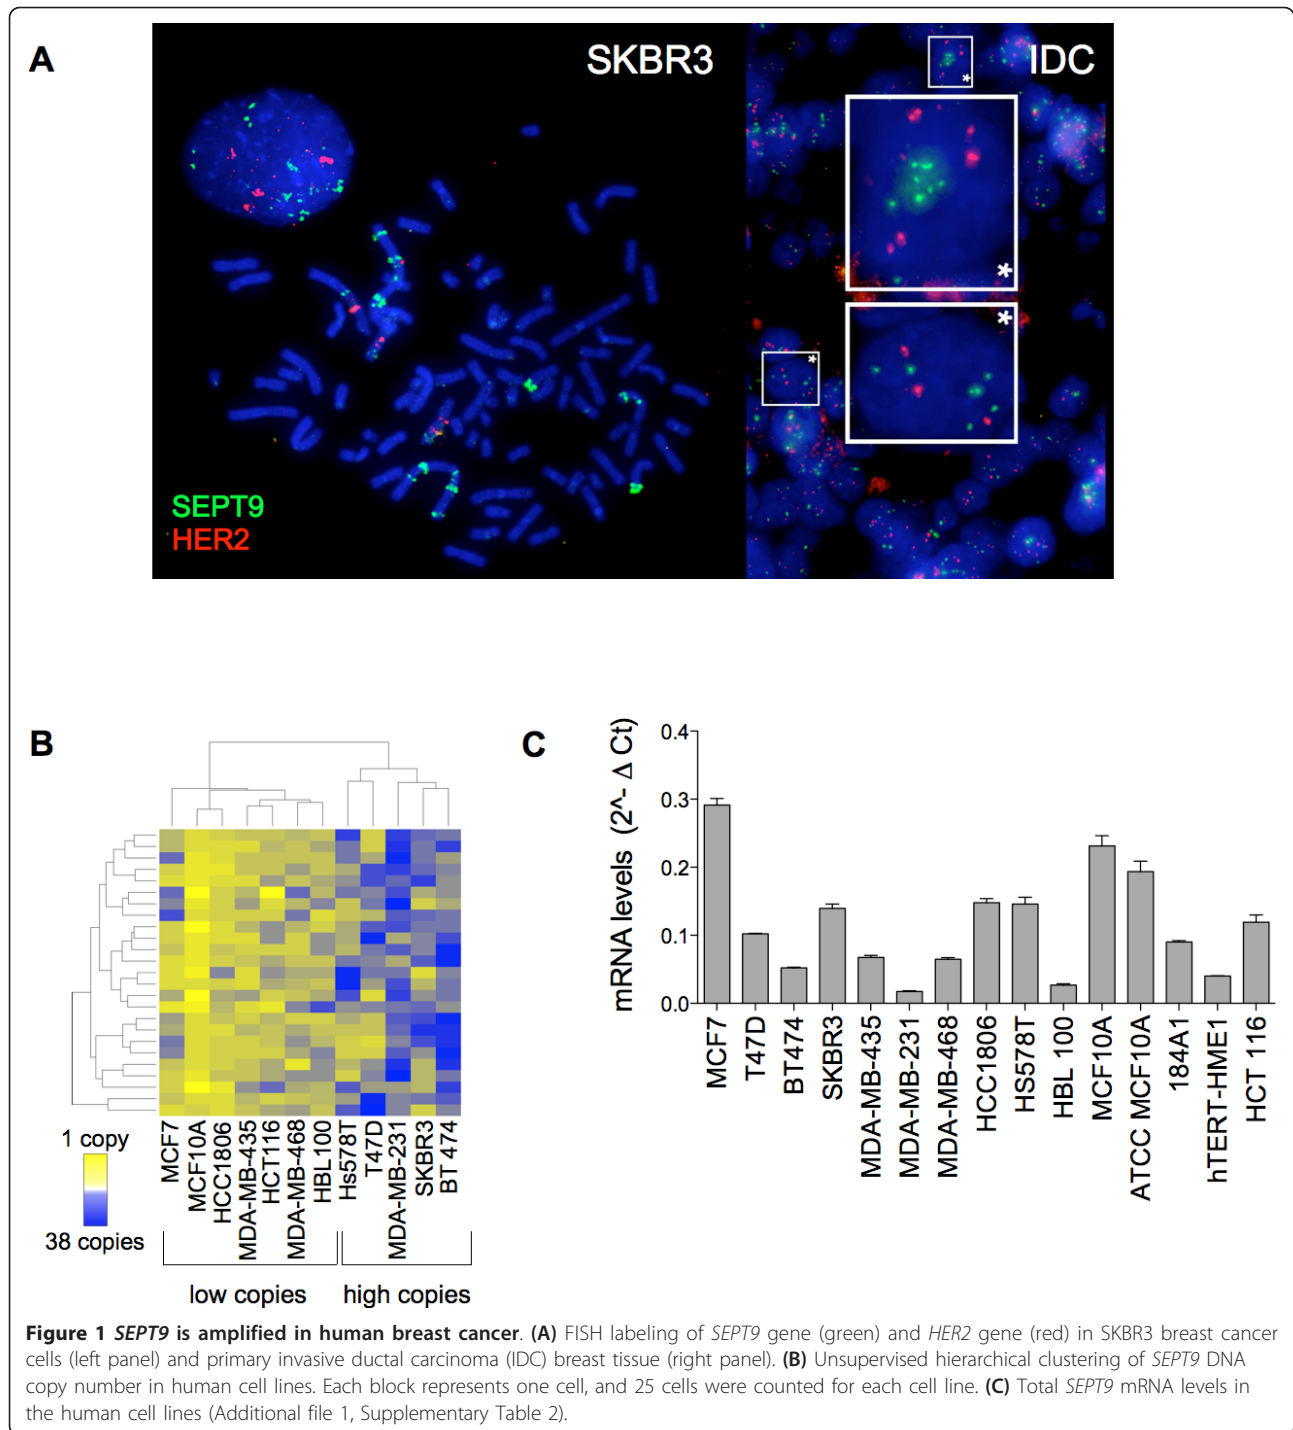 A
SKBR3
IDC
*
*
*
*
SEPT9
HER2
B
1 copy
38 copies
MCF7
MCF10A
HCC1806
MDA-MB-435
HCT116
MDA-MB-468
HBL100
Hs578T
T47D
MDA-MB-231
SKBR3
BT 474
low copies
high copies
C
mRNA levels (2^- Δ Ct)
0.4
0.3
0.2
0.1
0.0
MCF7
T47D
BT474
SKBR3
MDA-MB-435
MDA-MB-231
MDA-MB-468
HCC1806
HS578T
HBL 100
MCF10A
ATCC MCF10A
184A1
hTERT-HME1
HCT 116
Figure 1 SEPT9 is amplified in human breast cancer. (A) FISH labeling of SEPT9 gene (green) and HER2 gene (red) in SKBR3 breast cancer
cells (left panel) and primary invasive ductal carcinoma (IDC) breast tissue (right panel). (B) Unsupervised hierarchical clustering of SEPT9 DNA
copy number in human cell lines. Each block represents one cell, and 25 cells were counted for each cell line. (C) Total SEPT9 mRNA levels in
the human cell lines (Additional file 1, Supplementary Table 2).